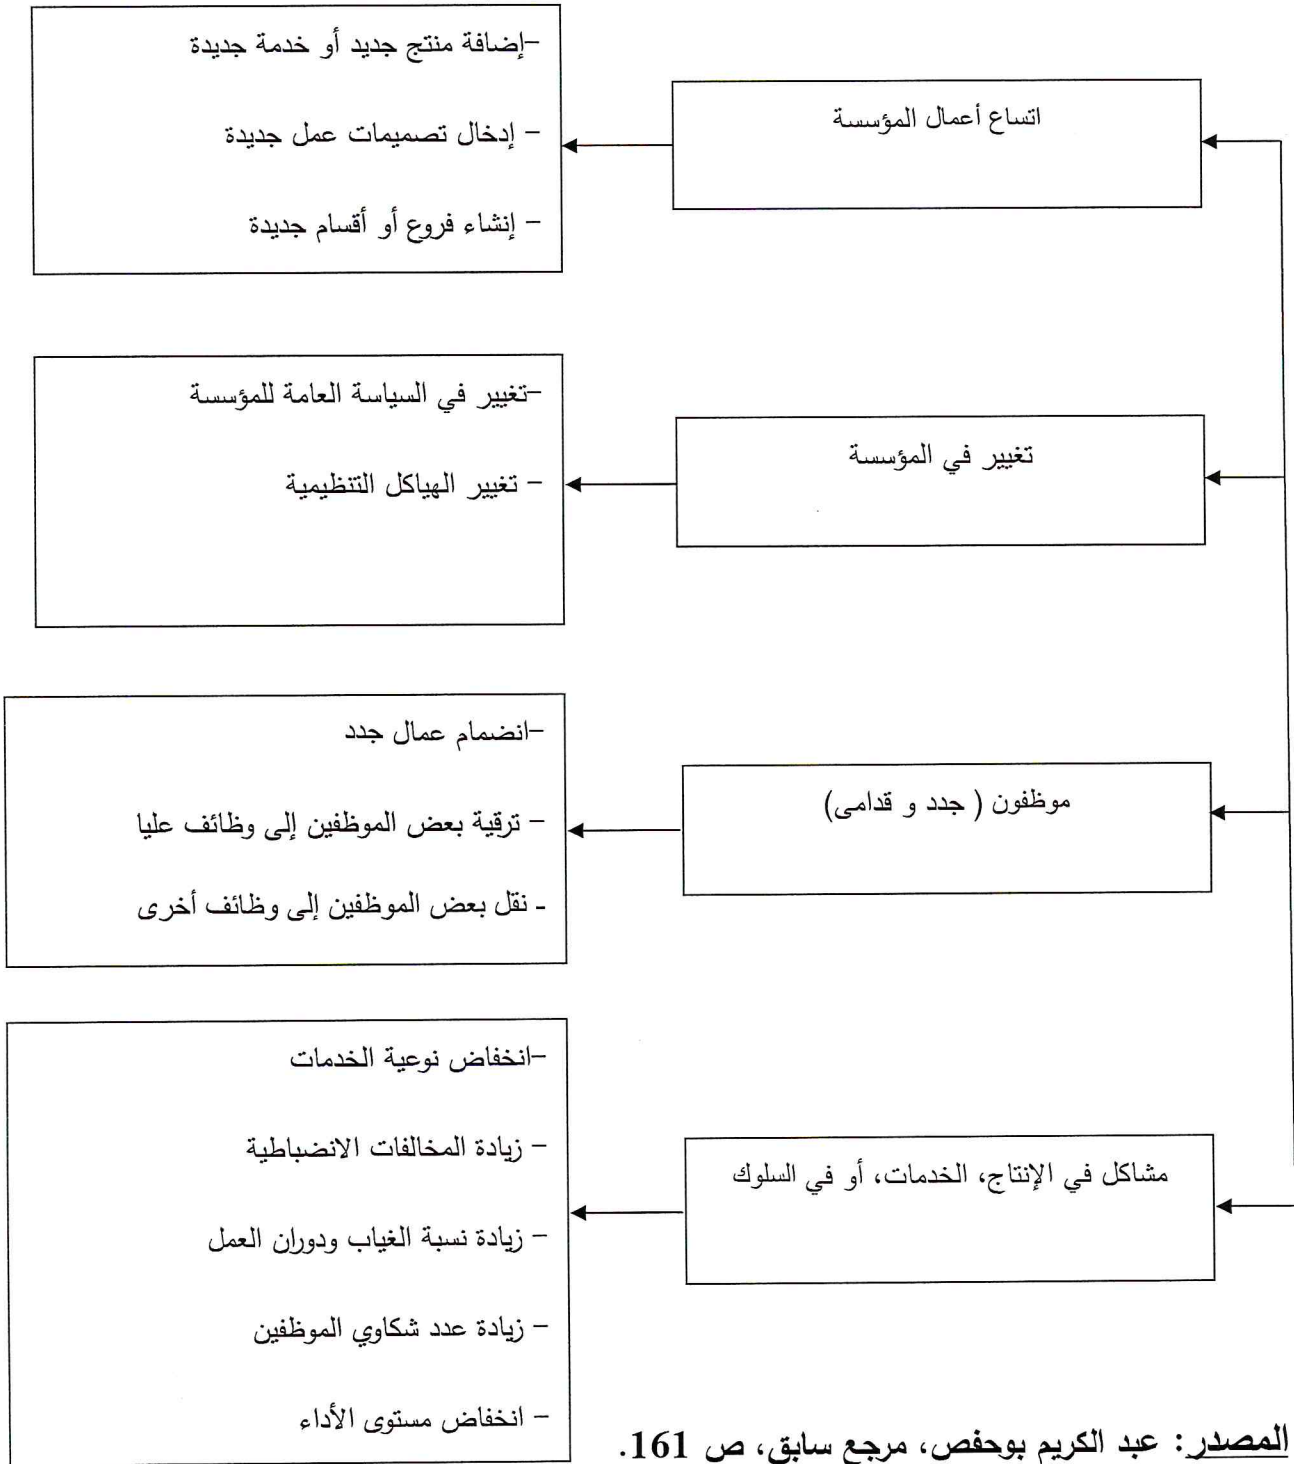 اتساع أعمال المؤسسة
–إضافة منتج جديد أو خدمة جديدة
– إدخال تصميمات عمل جديدة
– إنشاء فروع أو أقسام جديدة
تغيير في المؤسسة
–تغيير في السياسة العامة للمؤسسة
– تغيير الهياكل التنظيمية
موظفون ( جدد و قدامى)
–انضمام عمال جدد
– ترقية بعض الموظفين إلى وظائف عليا
- نقل بعض الموظفين إلى وظائف أخرى
مشاكل في الإنتاج، الخدمات، أو في السلوك
–انخفاض نوعية الخدمات
– زيادة المخالفات الانضباطية
– زيادة نسبة الغياب ودوران العمل
– زيادة عدد شكاوي الموظفين
– انخفاض مستوى الأداء
المصدر: عبد الكريم بوحفص، مرجع سابق، ص 161.